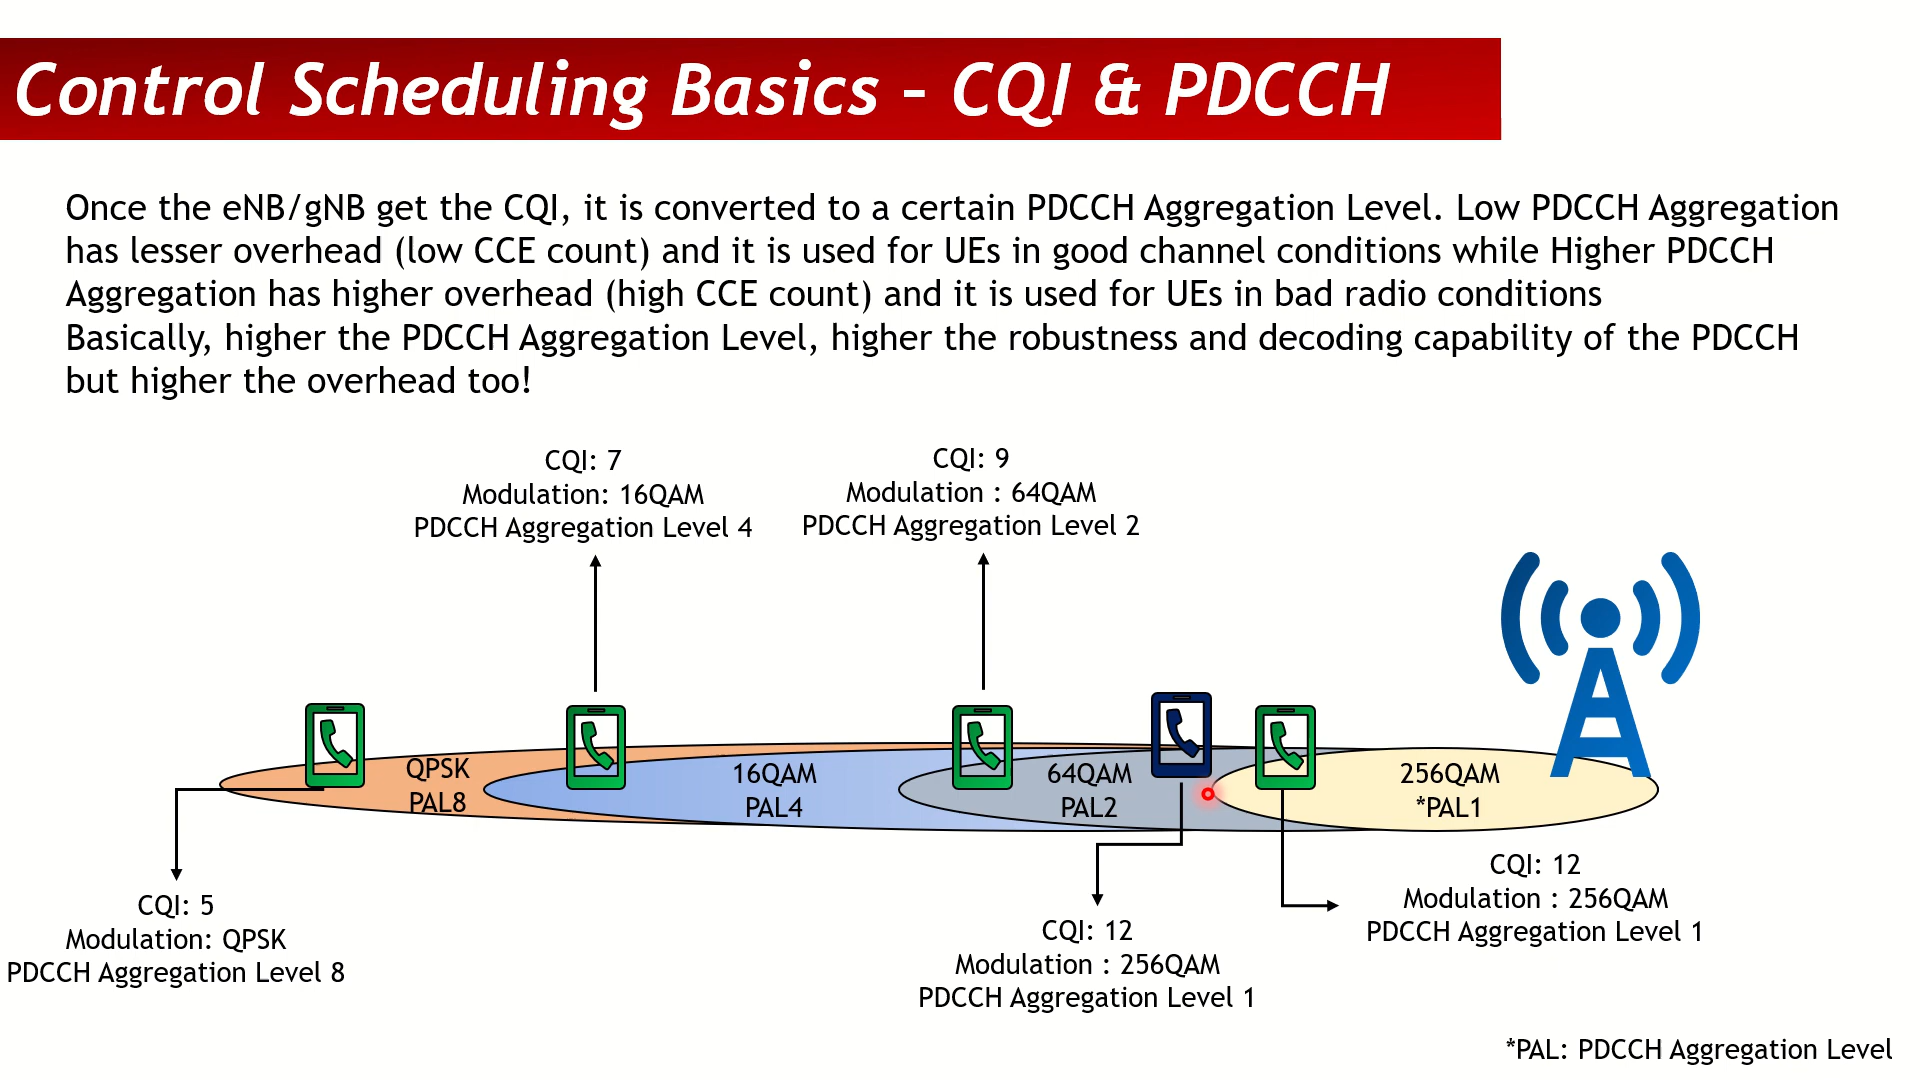 Control Scheduling Basics – CQI & PDCCH
Once the eNB/gNB get the CQI, it is converted to a certain PDCCH Aggregation Level. Low PDCCH Aggregation
has lesser overhead (low CCE count) and it is used for UEs in good channel conditions while Higher PDCCH
Aggregation has higher overhead (high CCE count) and it is used for UEs in bad radio conditions
Basically, higher the PDCCH Aggregation Level, higher the robustness and decoding capability of the PDCCH
but higher the overhead too!
CQI: 7
Modulation: 16QAM
PDCCH Aggregation Level 4
CQI: 9
Modulation : 64QAM
PDCCH Aggregation Level 2
QPSK
PAL8
16QAM
PAL4
64QAM
PAL2
256QAM
*PAL1
CQI: 5
Modulation: QPSK
PDCCH Aggregation Level 8
CQI: 12
Modulation : 256QAM
PDCCH Aggregation Level 1
CQI: 12
Modulation : 256QAM
PDCCH Aggregation Level 1
*PAL: PDCCH Aggregation Level